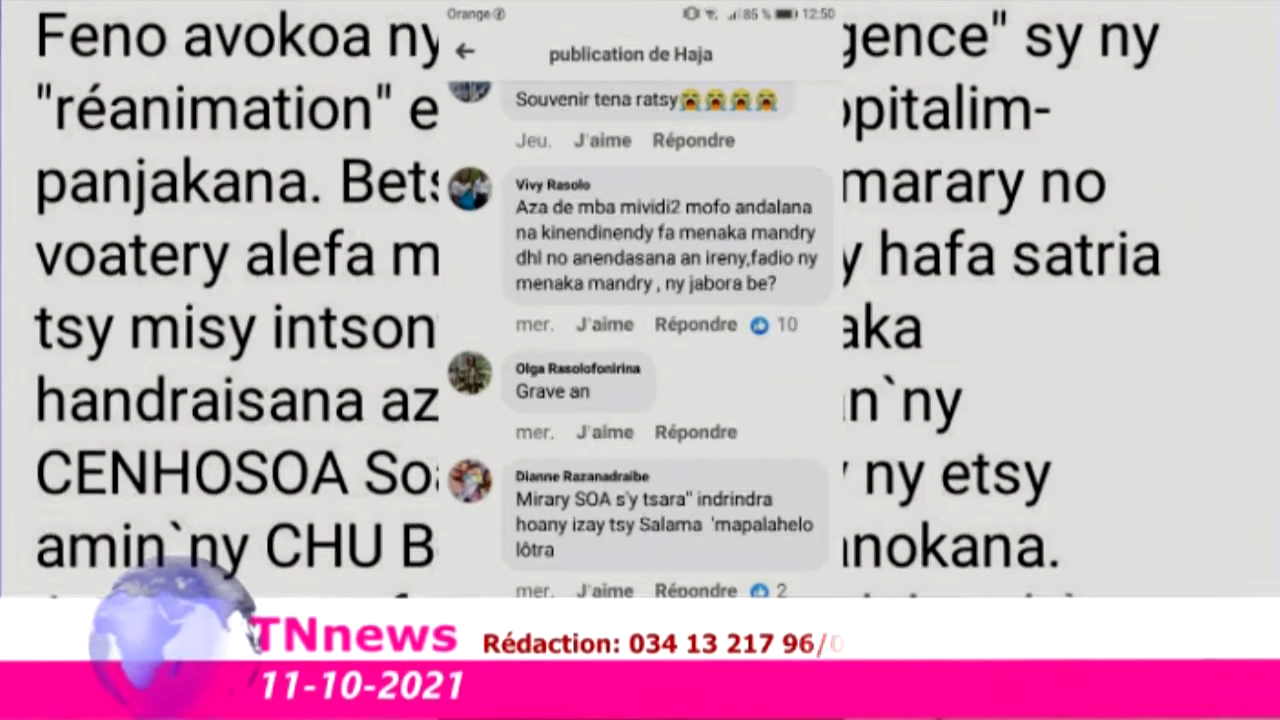 Feno avokoa ny
"réanimation" e
panjakana.
voatery alefa m
tsy misy intson
handraisana az
CENHOSOA
amin`ny CHU B
Orange
85 % 12:50
publication de Haja
Souvenir tena ratsy😭😭😭😭
Jeu. J'aime Répondre
Vivy Rasolo
Aza de mba mividi2 mofo andalana
na kinendinendy fa menaka mandry
dhl no anendasana an ireny,fadio ny
menaka mandry , ny jabora be?
mer. J'aime Répondre 10
Olga Rasolofonirina
Grave an
mer. J'aime Répondre
Dianne Razanadraibe
Mirary SOA s'y tsara" indrindra
hoany izay tsy Salama 'mapalahelo
lôtra
mer. J'aime Répondre 2
gence" sy ny
opitalim-
marary no
y hafa satria
aka
n`ny
ny etsy
anokana.
TNnews
Rédaction: 034 13 217 96/0
11-10-2021